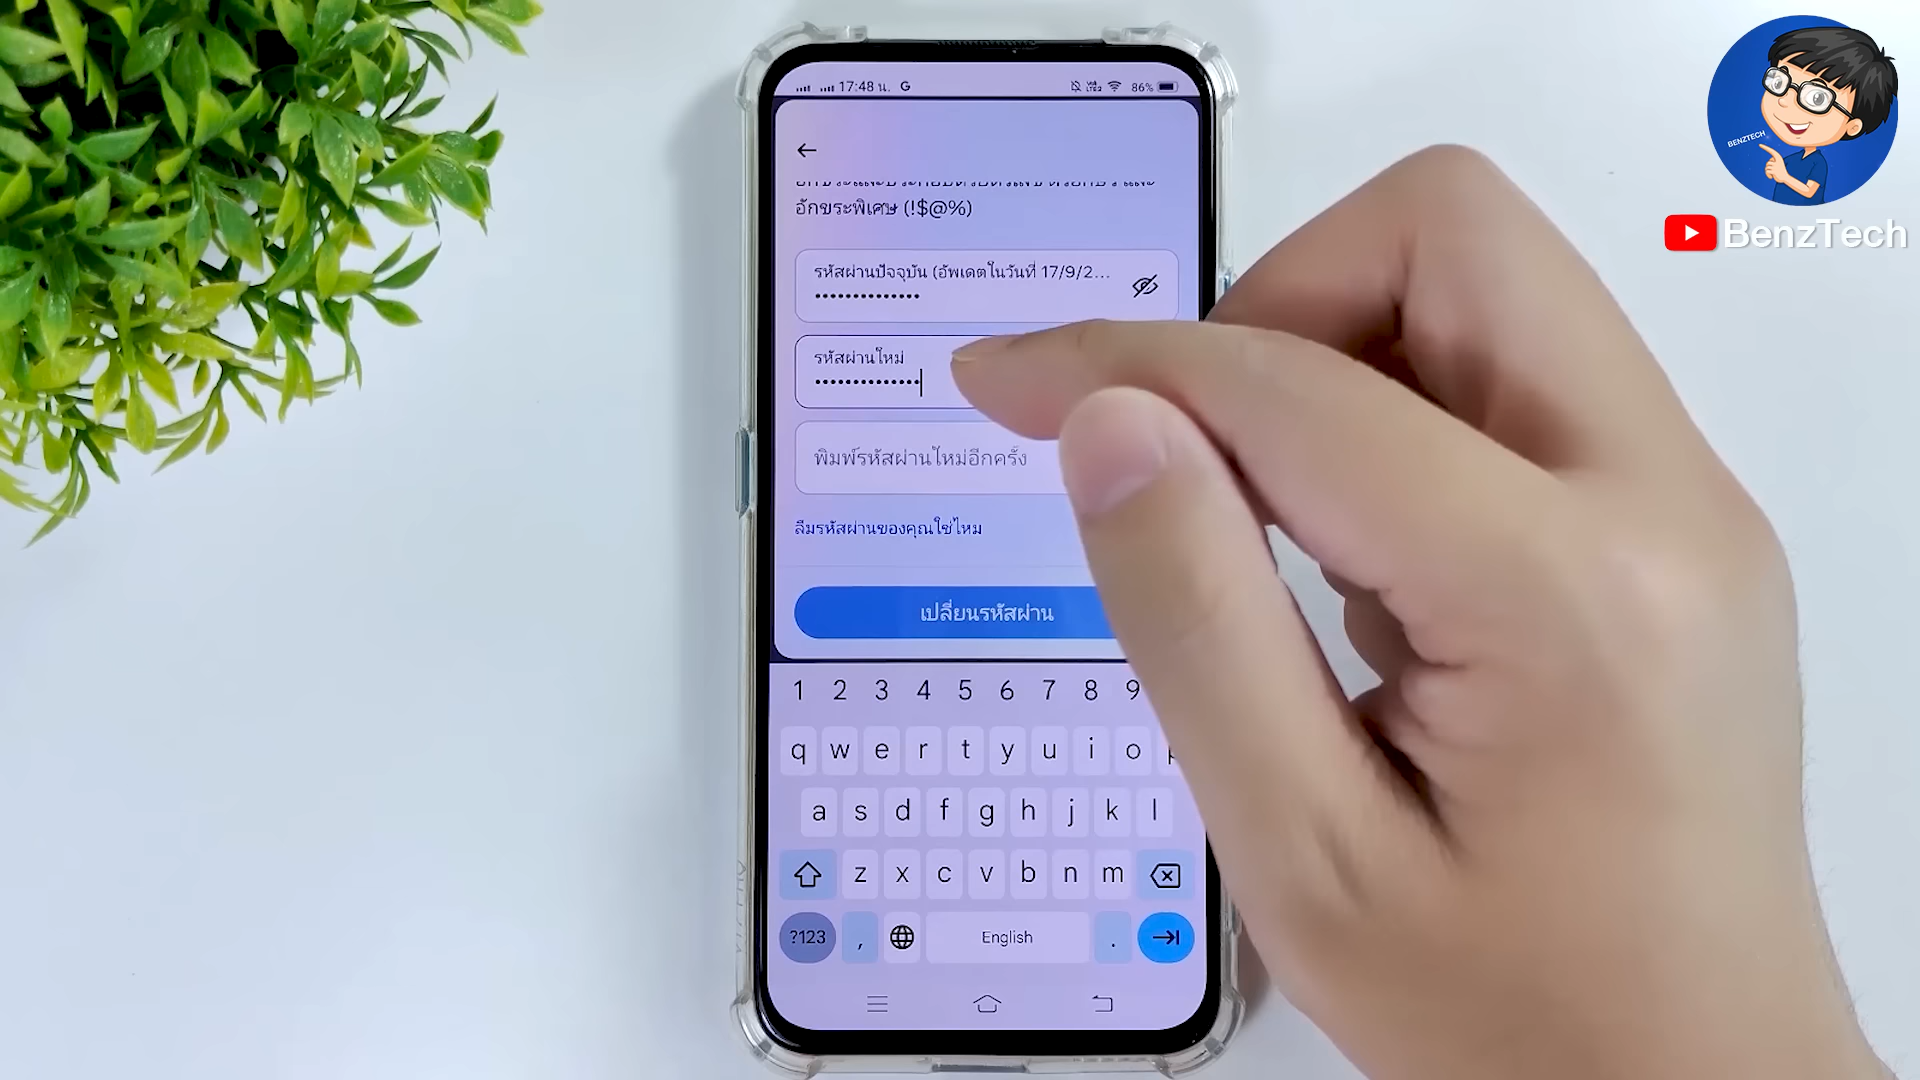 17:48 น. G
86%
อักขระพิเศษ (!$@%)
รหัสผ่านปัจจุบัน (อัพเดตในวันที่ 17/9/2...
รหัสผ่านใหม่
พิมพ์รหัสผ่านใหม่อีกครั้ง
ลืมรหัสผ่านของคุณใช่ไหม
เปลี่ยนรหัสผ่าน
1 2 3 4 5 6 7 8 9
q w e r t y u i o
a s d f g h j k l
z x c v b n m
?123 , English .
BENZTECH
BenzTech